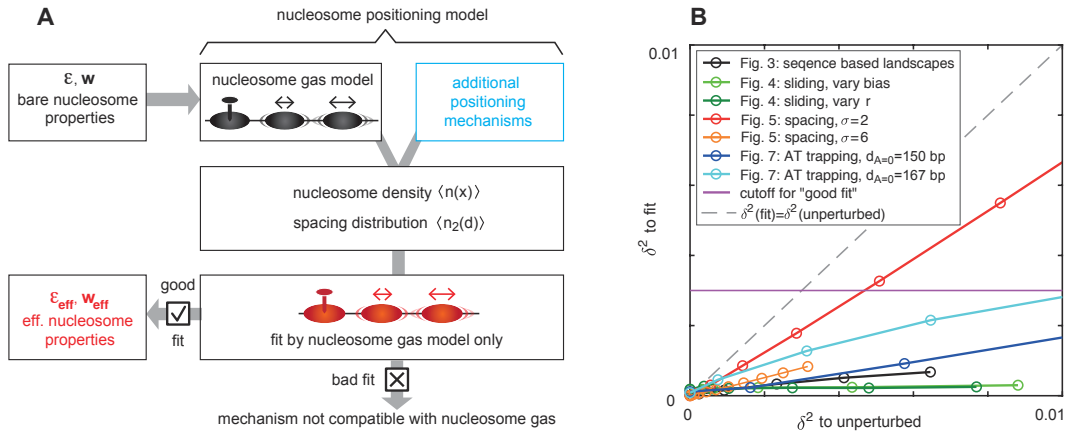 A
nucleosome positioning model
ε, w
bare nucleosome
properties
nucleosome gas model
additional
positioning
mechanisms
nucleosome density ⟨n(x)⟩
spacing distribution ⟨n₂(d)⟩
good
fit
ε_eff, w_eff
eff. nucleosome
properties
fit by nucleosome gas model only
bad fit
mechanism not compatible with nucleosome gas
B
0.01
Fig. 3: seqence based landscapes
Fig. 4: sliding, vary bias
Fig. 4: sliding, vary r
Fig. 5: spacing, σ=2
Fig. 5: spacing, σ=6
Fig. 7: AT trapping, d_A=0=150 bp
Fig. 7: AT trapping, d_A=0=167 bp
cutoff for "good fit"
δ²(fit)=δ²(unperturbed)
δ² to fit
0
0
0.01
δ² to unperturbed